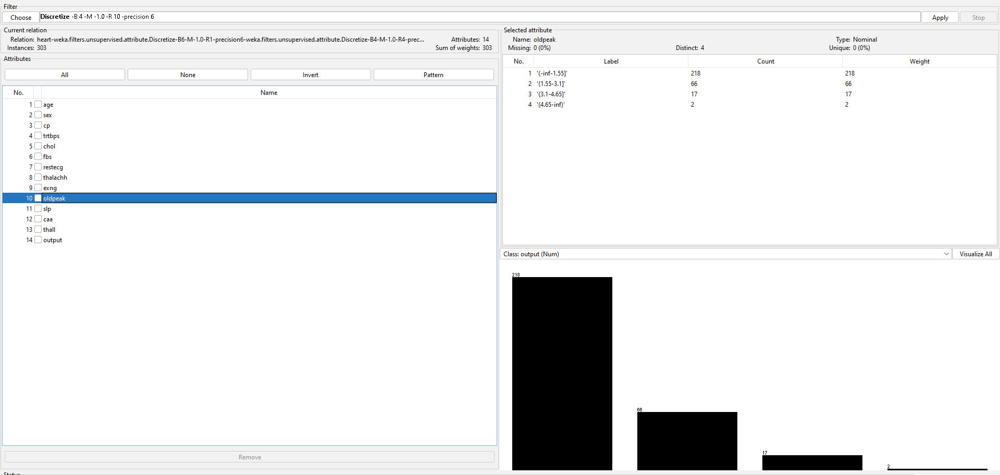 Filter
Choose Discretize -B 4 -M -1.0 -R 10 -precision 6 Apply Stop
Current relation
Relation: heart-weka.filters.unsupervised.attribute.Discretize-B6-M-1.0-R1-precision6-weka.filters.unsupervised.attribute.Discretize-B4-M-1.0-R4-prec... Attributes: 14
Instances: 303 Sum of weights: 303
Attributes
All None Invert Pattern
No. Name
1 age
2 sex
3 cp
4 trtbps
5 chol
6 fbs
7 restecg
8 thalachh
9 exng
10 oldpeak
11 slp
12 caa
13 thall
14 output
Remove
Status
Selected attribute
Name: oldpeak Type: Nominal
Missing: 0 (0%) Distinct: 4 Unique: 0 (0%)
No. Label Count Weight
1 '(-inf-1.55]' 218 218
2 '(1.55-3.1]' 66 66
3 '(3.1-4.65]' 17 17
4 '(4.65-inf)' 2 2
Class: output (Num) Visualize All
218
66
17
2